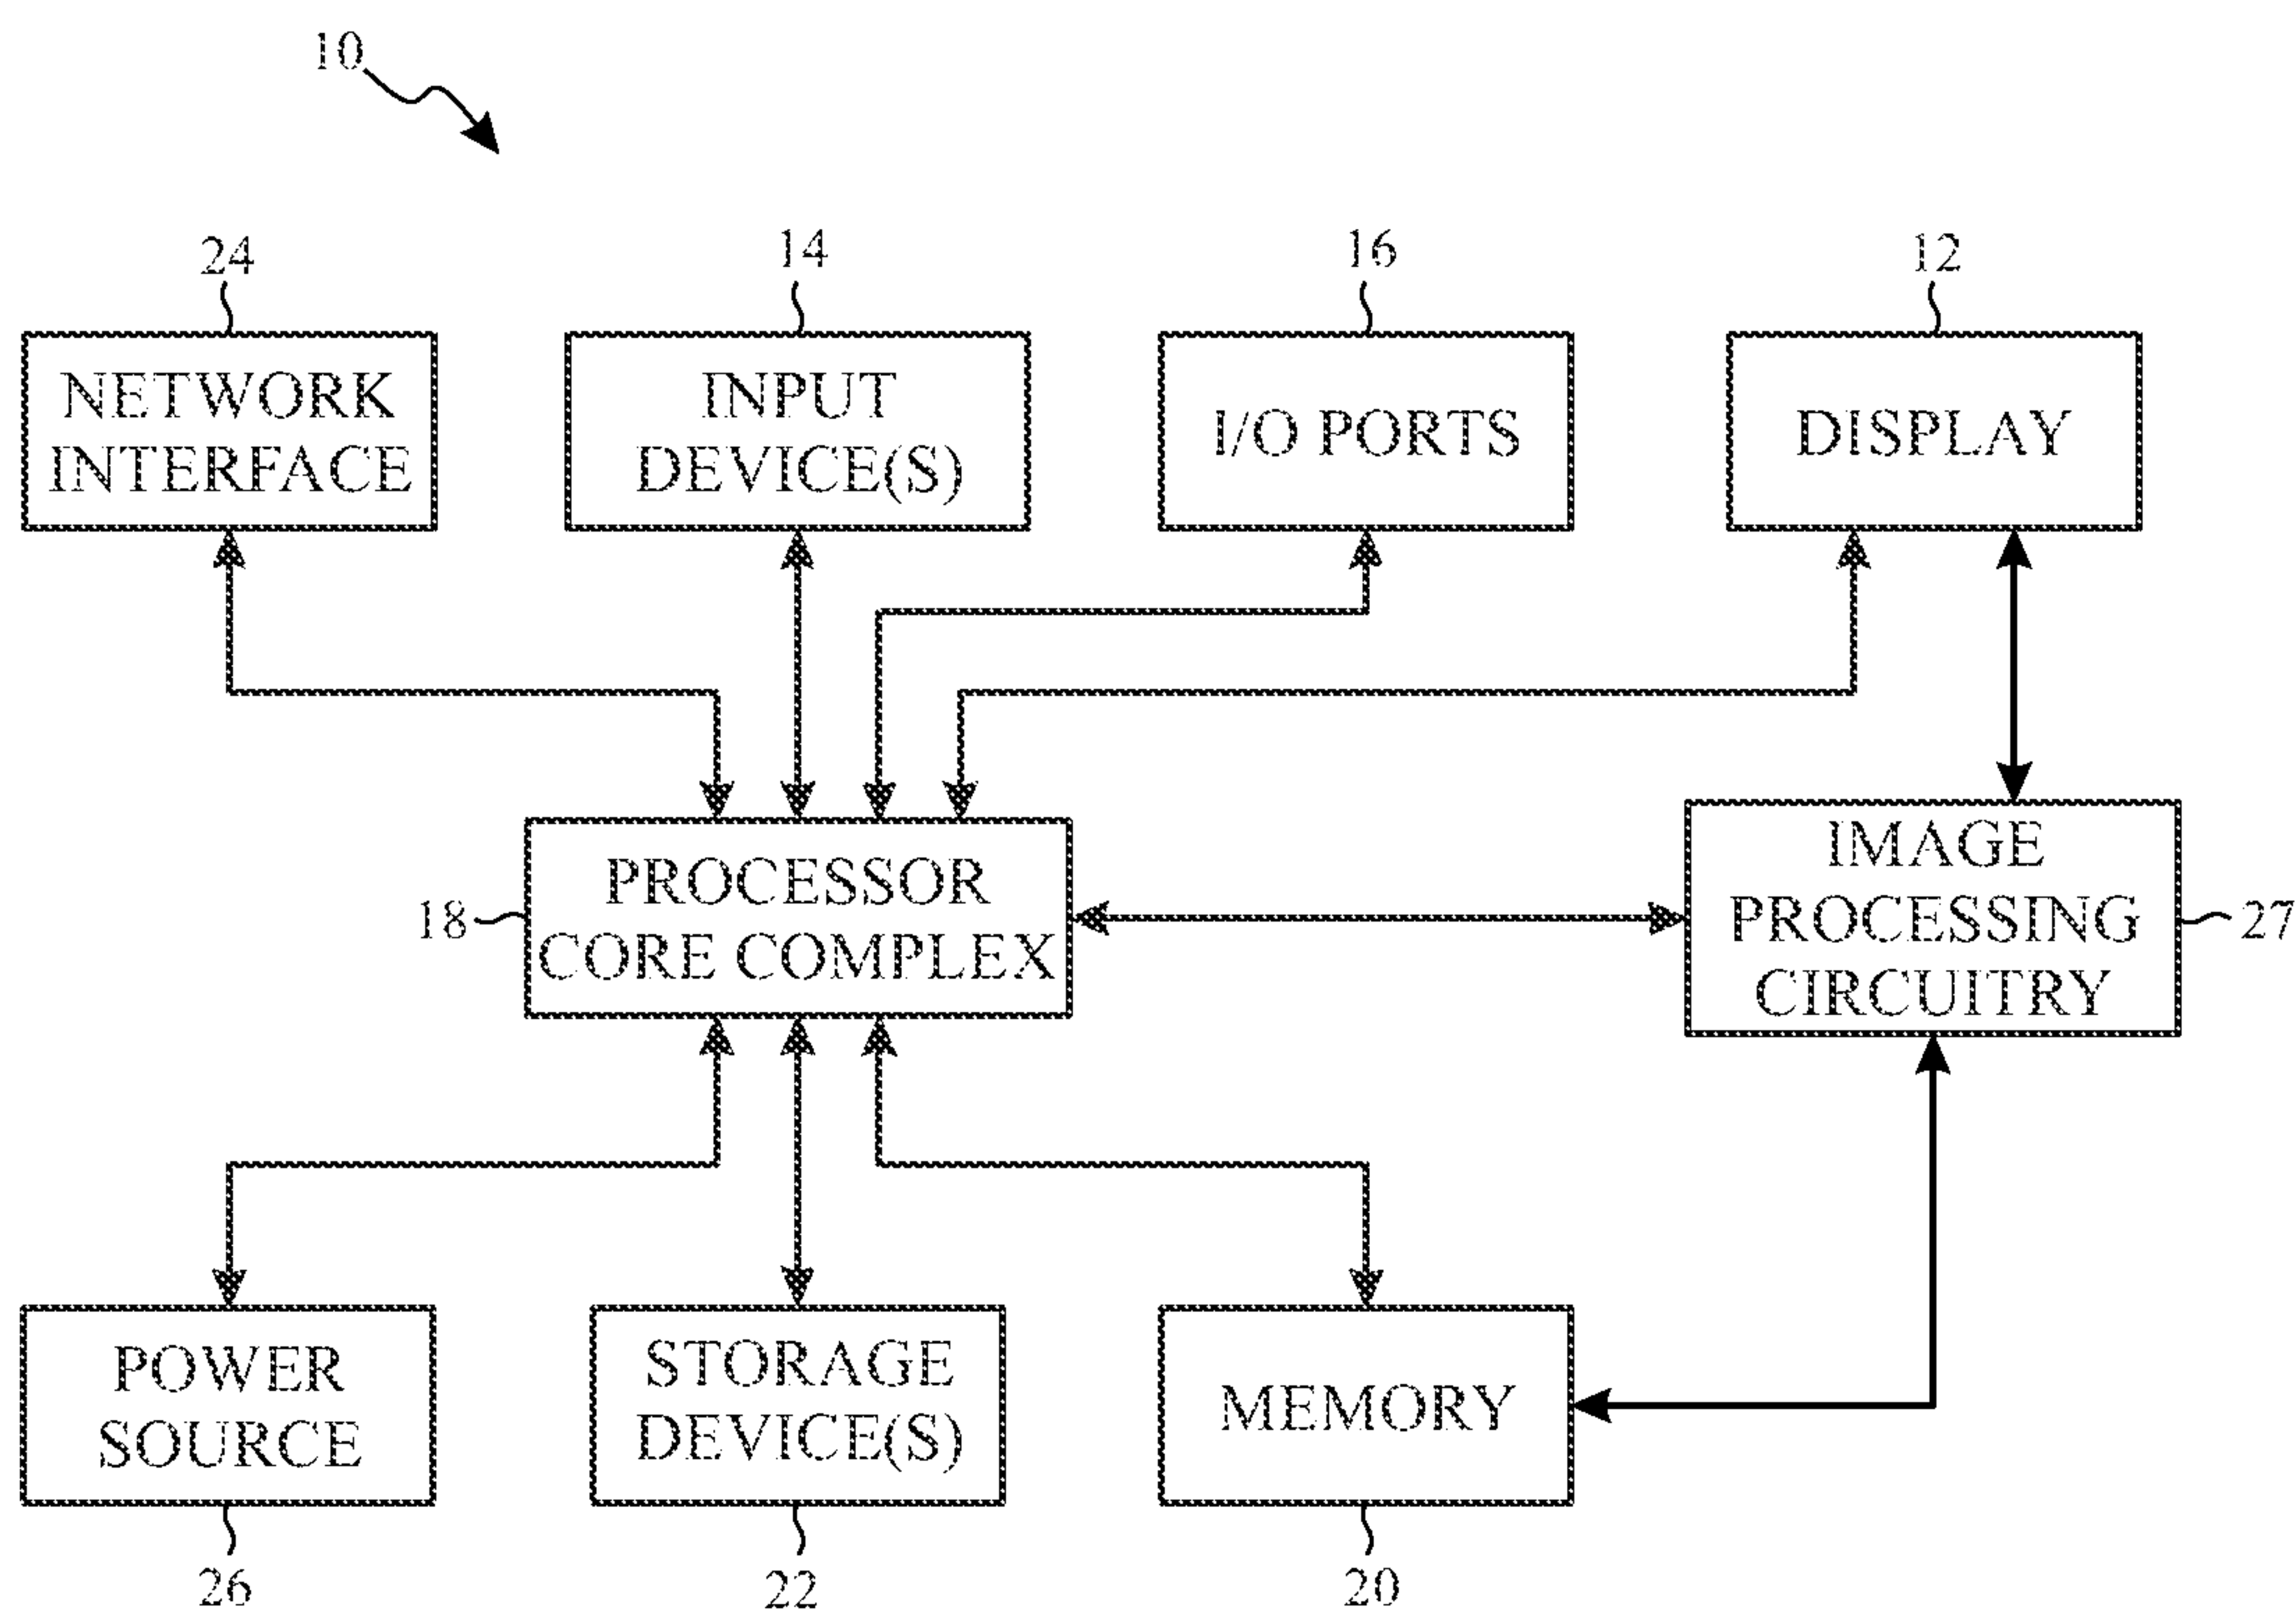 10
24
14
16
12
NETWORK
INTERFACE
INPUT
DEVICE(S)
I/O PORTS
DISPLAY
18
PROCESSOR
CORE COMPLEX
IMAGE
PROCESSING
CIRCUITRY
27
POWER
SOURCE
STORAGE
DEVICE(S)
MEMORY
26
22
20